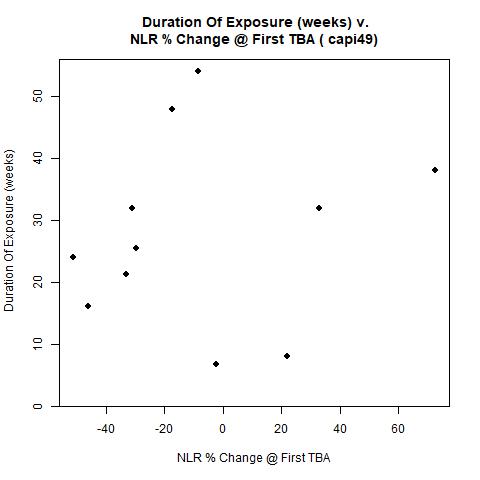 Duration Of Exposure (weeks) v.
NLR % Change @ First TBA ( capi49)
Duration Of Exposure (weeks)
50
40
30
20
10
0
-40 -20 0 20 40 60
NLR % Change @ First TBA